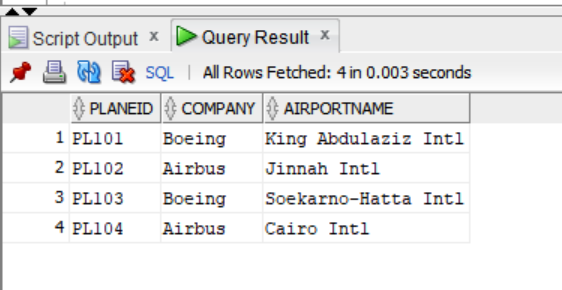 Script Output × Query Result ×
SQL | All Rows Fetched: 4 in 0.003 seconds
PLANEID COMPANY AIRPORTNAME
1 PL101 Boeing King Abdulaziz Intl
2 PL102 Airbus Jinnah Intl
3 PL103 Boeing Soekarno-Hatta Intl
4 PL104 Airbus Cairo Intl